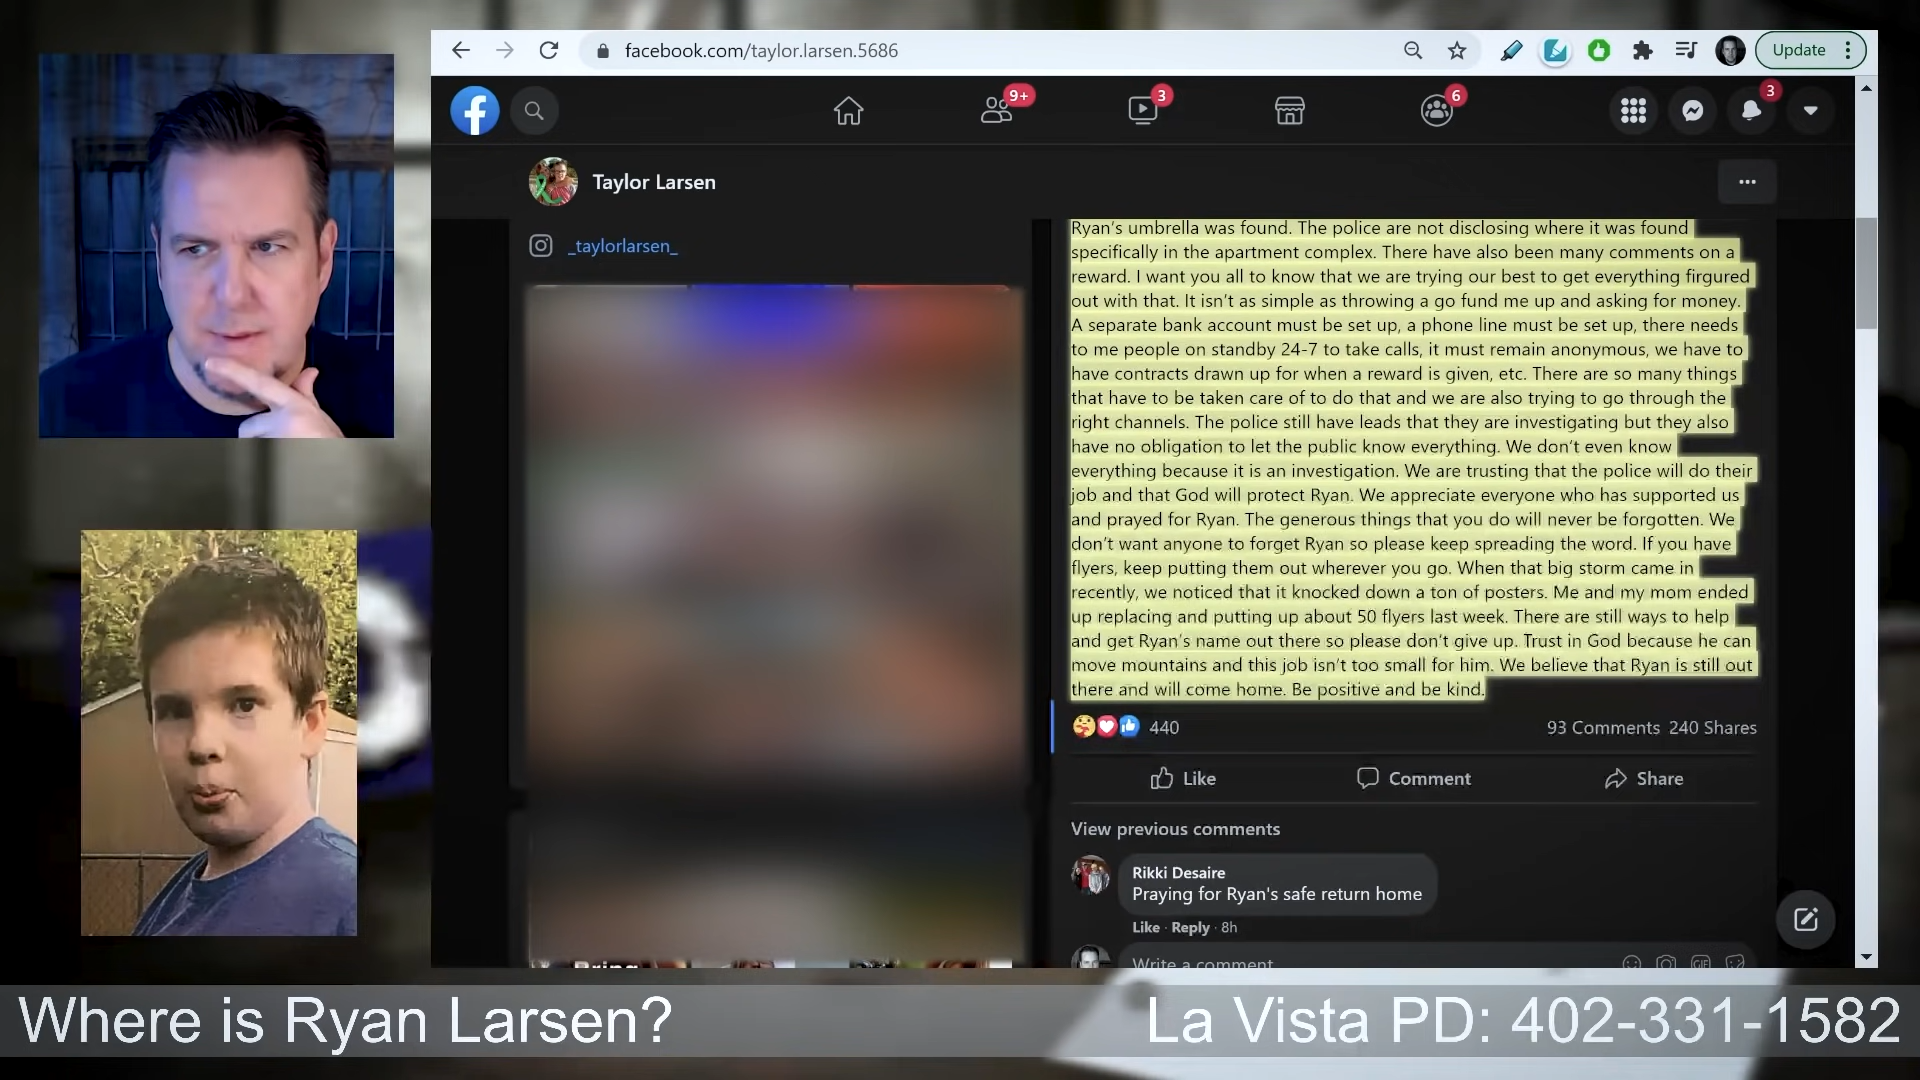 facebook.com/taylor.larsen.5686
Update
9+
3
6
3
Taylor Larsen
_taylorlarsen_
Ryan's umbrella was found. The police are not disclosing where it was found
specifically in the apartment complex. There have also been many comments on a
reward. I want you all to know that we are trying our best to get everything firgured
out with that. It isn't as simple as throwing a go fund me up and asking for money.
A separate bank account must be set up, a phone line must be set up, there needs
to me people on standby 24-7 to take calls, it must remain anonymous, we have to
have contracts drawn up for when a reward is given, etc. There are so many things
that have to be taken care of to do that and we are also trying to go through the
right channels. The police still have leads that they are investigating but they also
have no obligation to let the public know everything. We don't even know
everything because it is an investigation. We are trusting that the police will do their
job and that God will protect Ryan. We appreciate everyone who has supported us
and prayed for Ryan. The generous things that you do will never be forgotten. We
don't want anyone to forget Ryan so please keep spreading the word. If you have
flyers, keep putting them out wherever you go. When that big storm came in
recently, we noticed that it knocked down a ton of posters. Me and my mom ended
up replacing and putting up about 50 flyers last week. There are still ways to help
and get Ryan's name out there so please don't give up. Trust in God because he can
move mountains and this job isn't too small for him. We believe that Ryan is still out
there and will come home. Be positive and be kind.
440
93 Comments 240 Shares
Like
Comment
Share
View previous comments
Rikki Desaire
Praying for Ryan's safe return home
Like · Reply · 8h
Write a comment
GIF
Bring
Where is Ryan Larsen?
La Vista PD: 402-331-1582